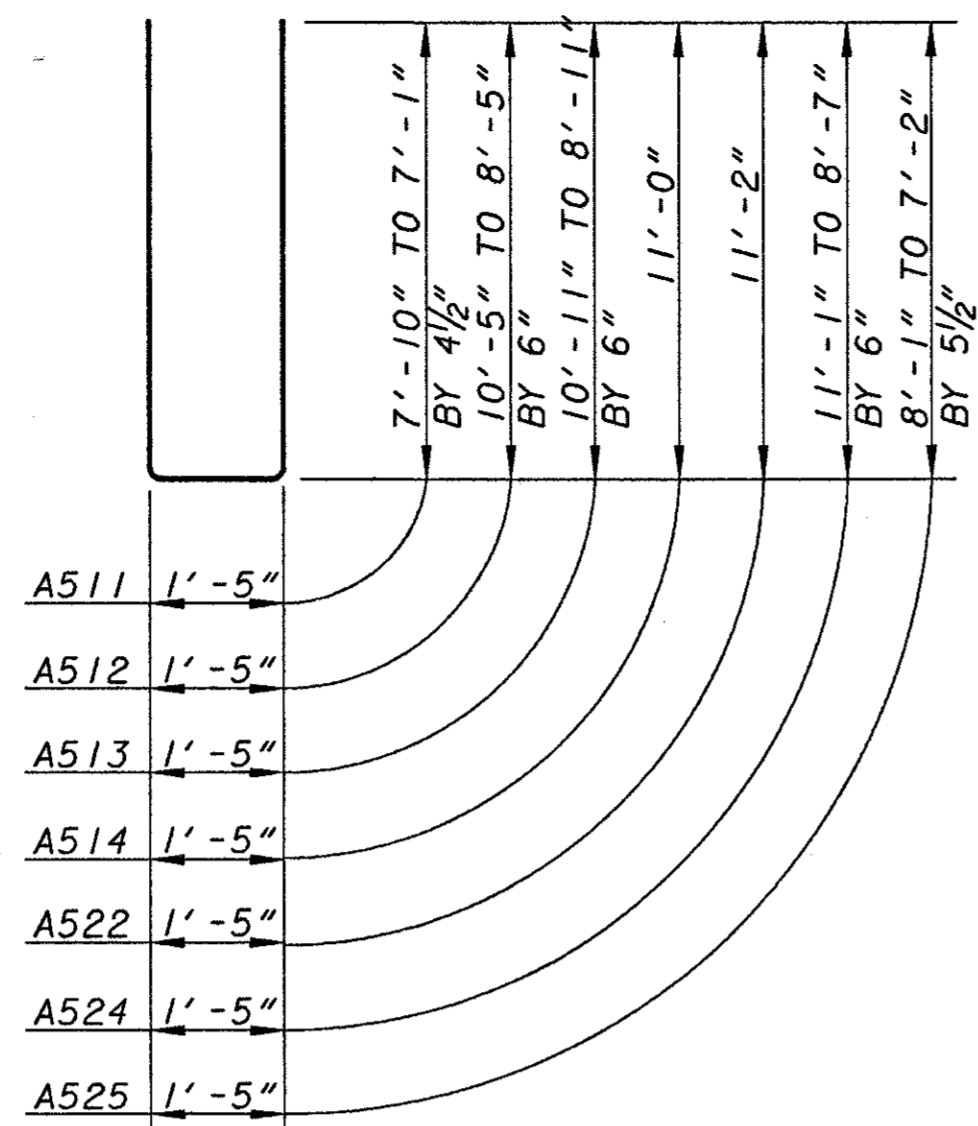 7'-10" TO 7'-1"
BY 4½"
10'-5" TO 8'-5"
BY 6"
10'-11" TO 8'-11"
BY 6"
11'-0"
11'-2"
11'-1" TO 8'-7"
BY 6"
8'-1" TO 7'-2"
BY 5½"
A511 1'-5"
A512 1'-5"
A513 1'-5"
A514 1'-5"
A522 1'-5"
A524 1'-5"
A525 1'-5"